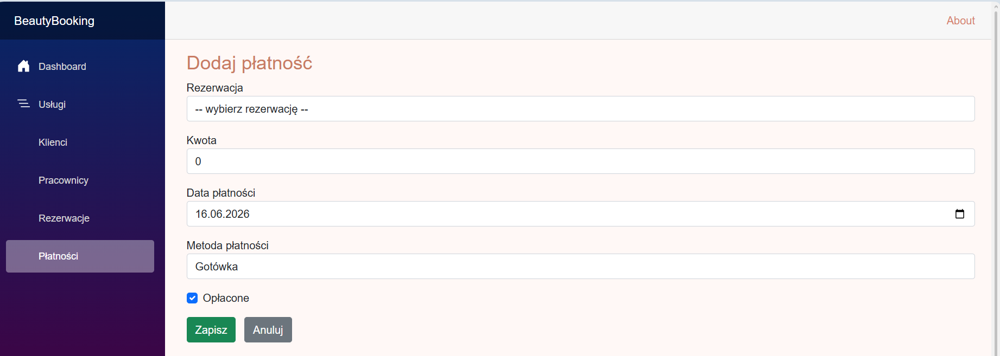 BeautyBooking
About
Dashboard
Usługi
Klienci
Pracownicy
Rezerwacje
Płatności
Dodaj płatność
Rezerwacja
-- wybierz rezerwację --
Kwota
0
Data płatności
16.06.2026
Metoda płatności
Gotówka
Opłacone
Zapisz
Anuluj